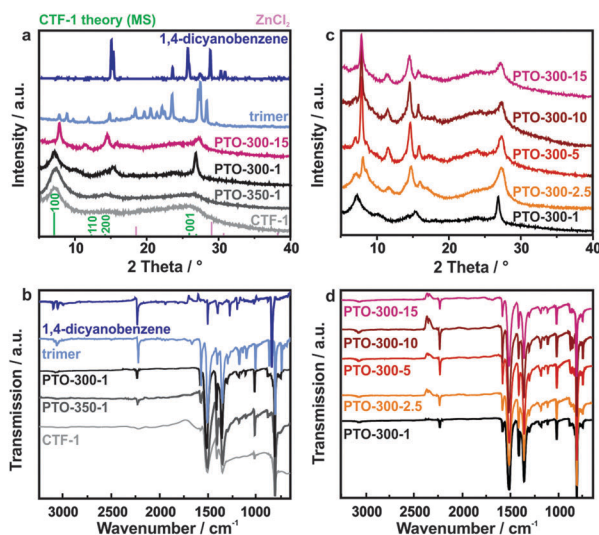 CTF-1 theory (MS)
ZnCl2
a
1,4-dicyanobenzene
trimer
PTO-300-15
PTO-300-1
PTO-350-1
CTF-1
100
110
200
001
10 20 30 40
2 Theta / °
Intensity / a.u.
c
PTO-300-15
PTO-300-10
PTO-300-5
PTO-300-2.5
PTO-300-1
10 20 30 40
2 Theta / °
Intensity / a.u.
b
1,4-dicyanobenzene
trimer
PTO-300-1
PTO-350-1
CTF-1
3000 2000 1500 1000
Wavenumber / cm-1
Transmission / a.u.
d
PTO-300-15
PTO-300-10
PTO-300-5
PTO-300-2.5
PTO-300-1
3000 2000 1500 1000
Wavenumber / cm-1
Transmission / a.u.